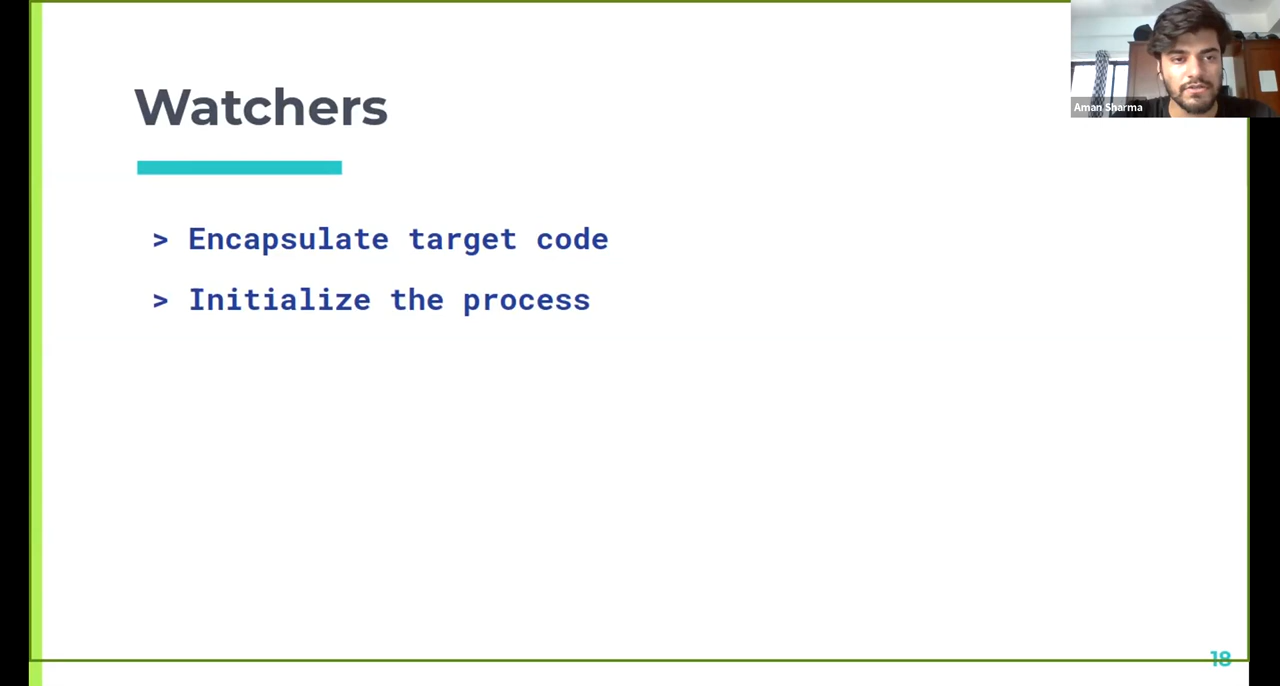 Watchers
Aman Sharma
> Encapsulate target code
> Initialize the process
18